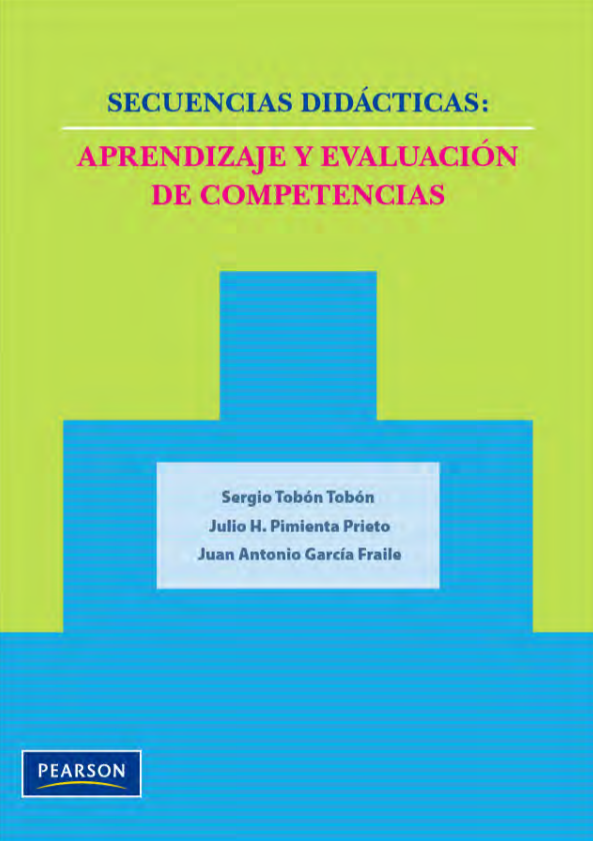 SECUENCIAS DIDÁCTICAS:
APRENDIZAJE Y EVALUACIÓN
DE COMPETENCIAS
Sergio Tobón Tobón
Julio H. Pimienta Prieto
Juan Antonio García Fraile
PEARSON